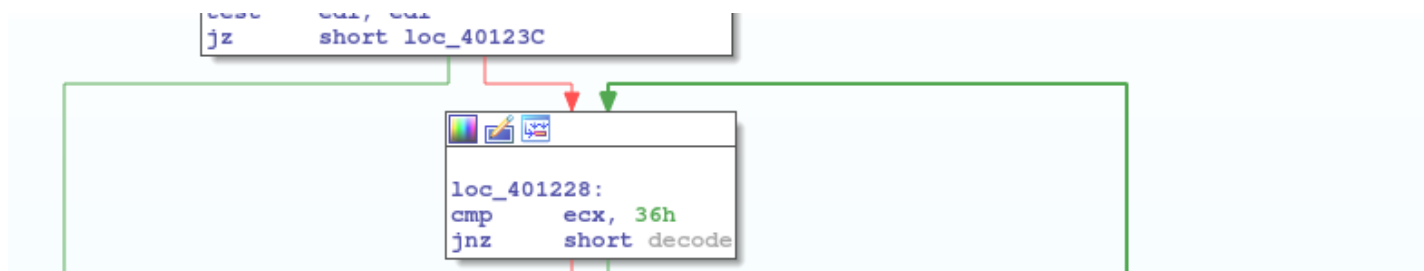 jz short loc_40123C
loc_401228:
cmp ecx, 36h
jnz short decode